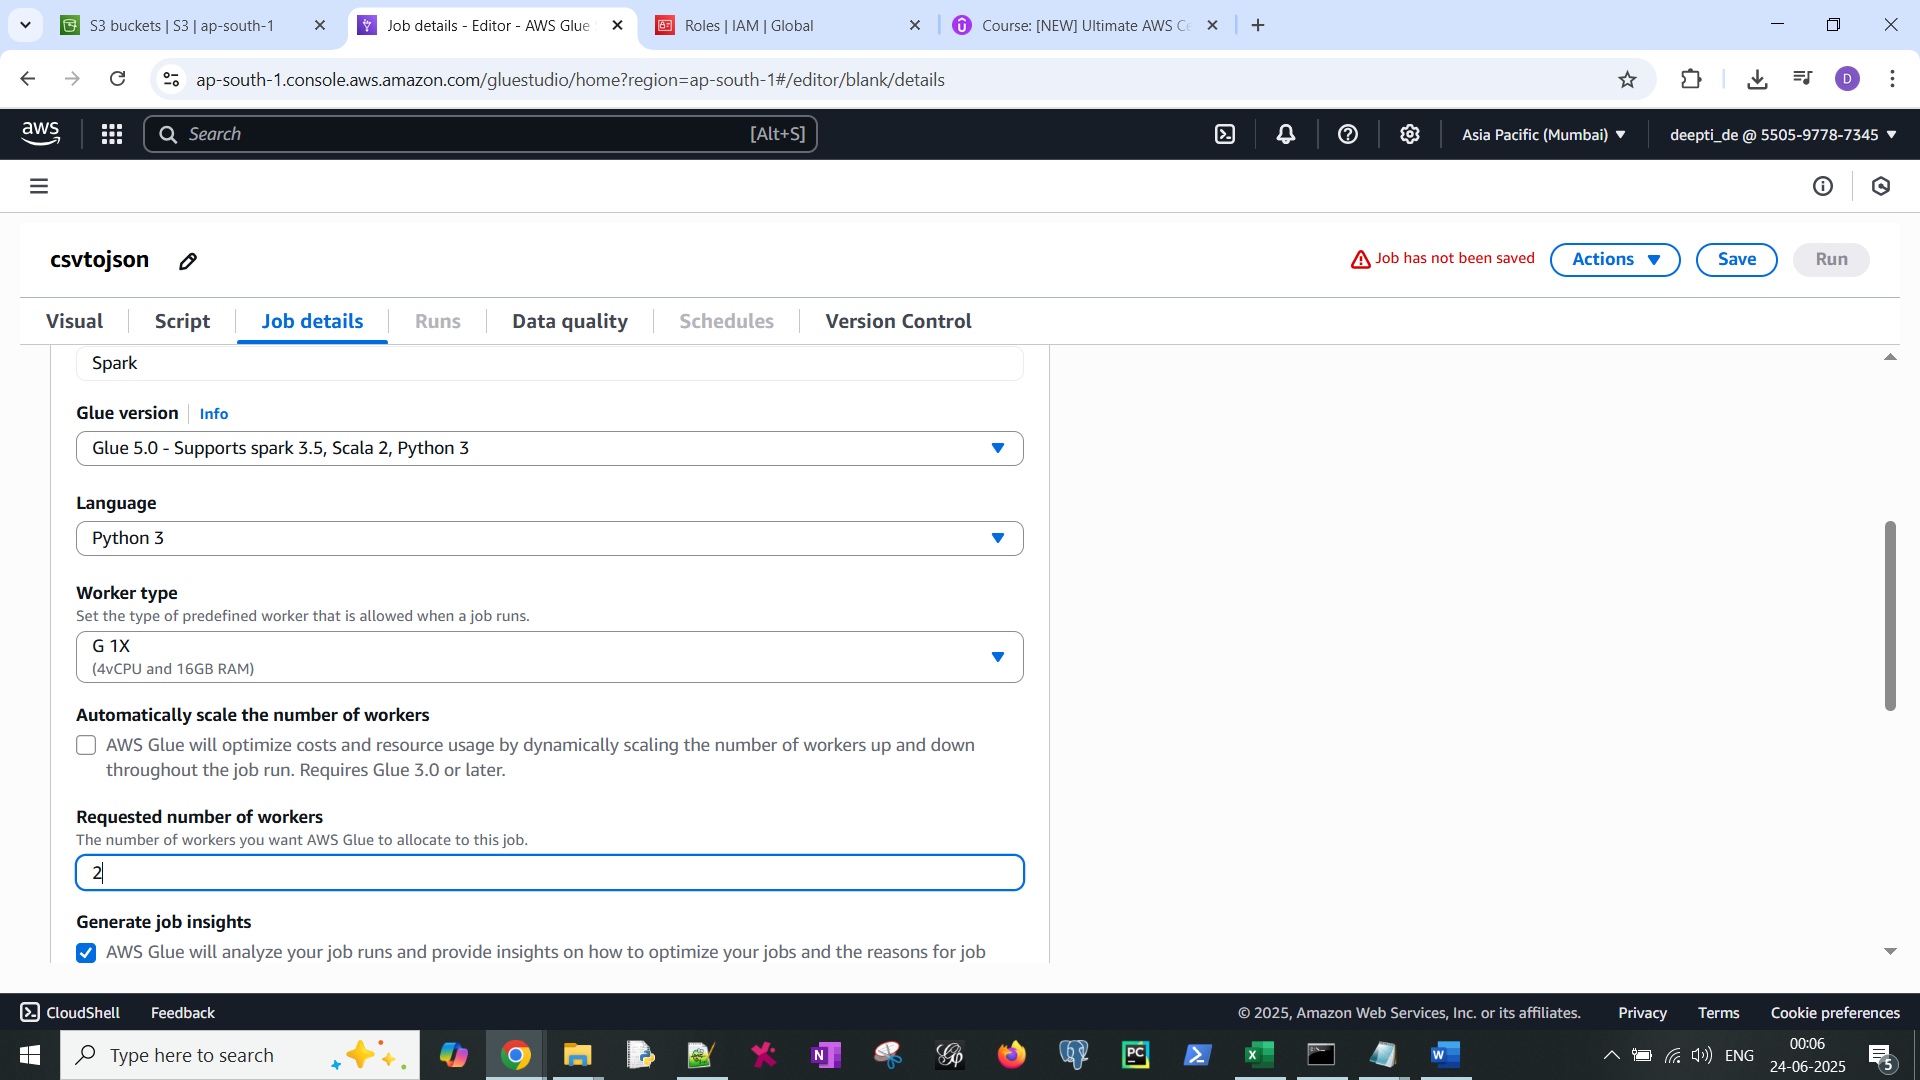 S3 buckets | S3 | ap-south-1
Job details - Editor - AWS Glue
Roles | IAM | Global
Course: [NEW] Ultimate AWS Ce
ap-south-1.console.aws.amazon.com/gluestudio/home?region=ap-south-1#/editor/blank/details
D
aws
Search
[Alt+S]
Asia Pacific (Mumbai)
deepti_de @ 5505-9778-7345
csvtojson
Job has not been saved
Actions
Save
Run
Visual
Script
Job details
Runs
Data quality
Schedules
Version Control
Spark
Glue version
Info
Glue 5.0 - Supports spark 3.5, Scala 2, Python 3
Language
Python 3
Worker type
Set the type of predefined worker that is allowed when a job runs.
G 1X
(4vCPU and 16GB RAM)
Automatically scale the number of workers
AWS Glue will optimize costs and resource usage by dynamically scaling the number of workers up and down
throughout the job run. Requires Glue 3.0 or later.
Requested number of workers
The number of workers you want AWS Glue to allocate to this job.
2
Generate job insights
AWS Glue will analyze your job runs and provide insights on how to optimize your jobs and the reasons for job
CloudShell
Feedback
© 2025, Amazon Web Services, Inc. or its affiliates.
Privacy
Terms
Cookie preferences
Type here to search
ENG
00:06
24-06-2025
5